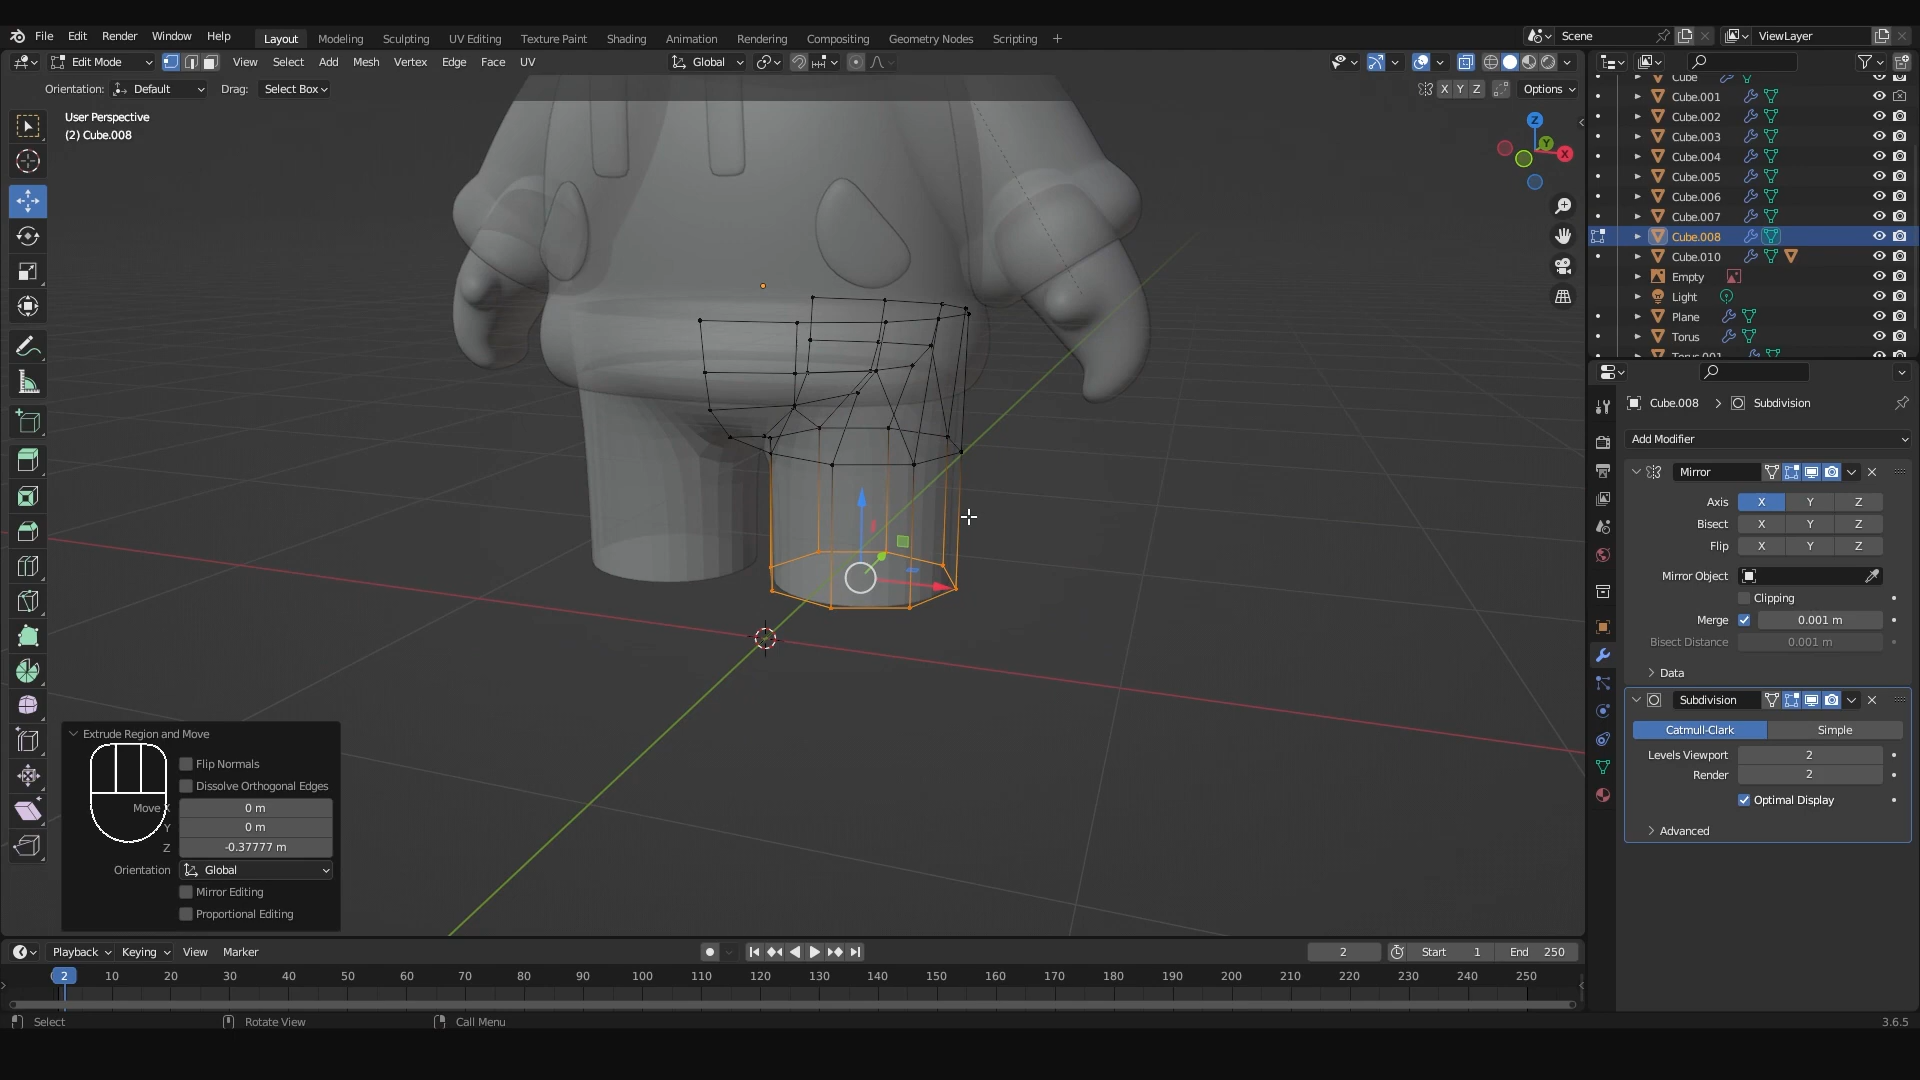 File Edit Render Window Help Layout Modeling Sculpting UV Editing Texture Paint Shading Animation Rendering Compositing Geometry Nodes Scripting + Scene ViewLayer
Edit Mode View Select Add Mesh Vertex Edge Face UV Global
Orientation: Default Drag: Select Box X Y Z Options
User Perspective
(2) Cube.008
Z
Y
X
Cube
Cube.001
Cube.002
Cube.003
Cube.004
Cube.005
Cube.006
Cube.007
Cube.008
Cube.010
Empty
Light
Plane
Torus
Torus.001
Cube.008 > Subdivision
Add Modifier
Mirror
Axis X Y Z
Bisect X Y Z
Flip X Y Z
Mirror Object
Clipping
Merge 0.001 m
Bisect Distance 0.001 m
Data
Subdivision
Catmull-Clark Simple
Levels Viewport 2
Render 2
Optimal Display
Advanced
Extrude Region and Move
Flip Normals
Dissolve Orthogonal Edges
Move X 0 m
Y 0 m
Z -0.37777 m
Orientation Global
Mirror Editing
Proportional Editing
Playback Keying View Marker 2 Start 1 End 250
2 10 20 30 40 50 60 70 80 90 100 110 120 130 140 150 160 170 180 190 200 210 220 230 240 250
Select Rotate View Call Menu 3.6.5